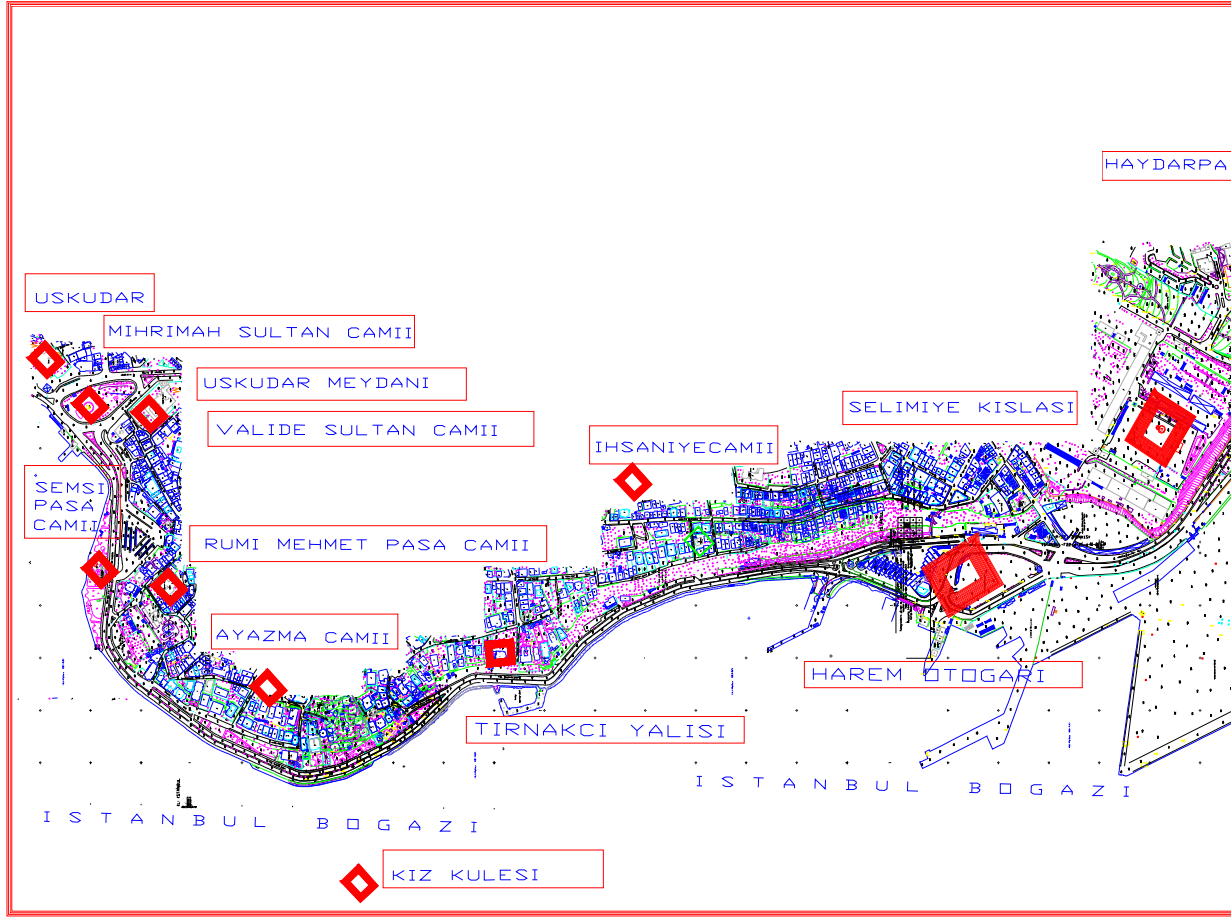 HAYDARPA
USKUDAR
MIHRIMAH SULTAN CAMII
USKUDAR MEYDANI
VALIDE SULTAN CAMII
SELIMIYE KISLASI
IHSANIYECAMII
SEMSI
PASA
CAMII
RUMI MEHMET PASA CAMII
AYAZMA CAMII
HAREM OTOGARI
TIRNAKCI YALISI
ISTANBUL BOGAZI
ISTANBUL BOGAZI
KIZ KULESI